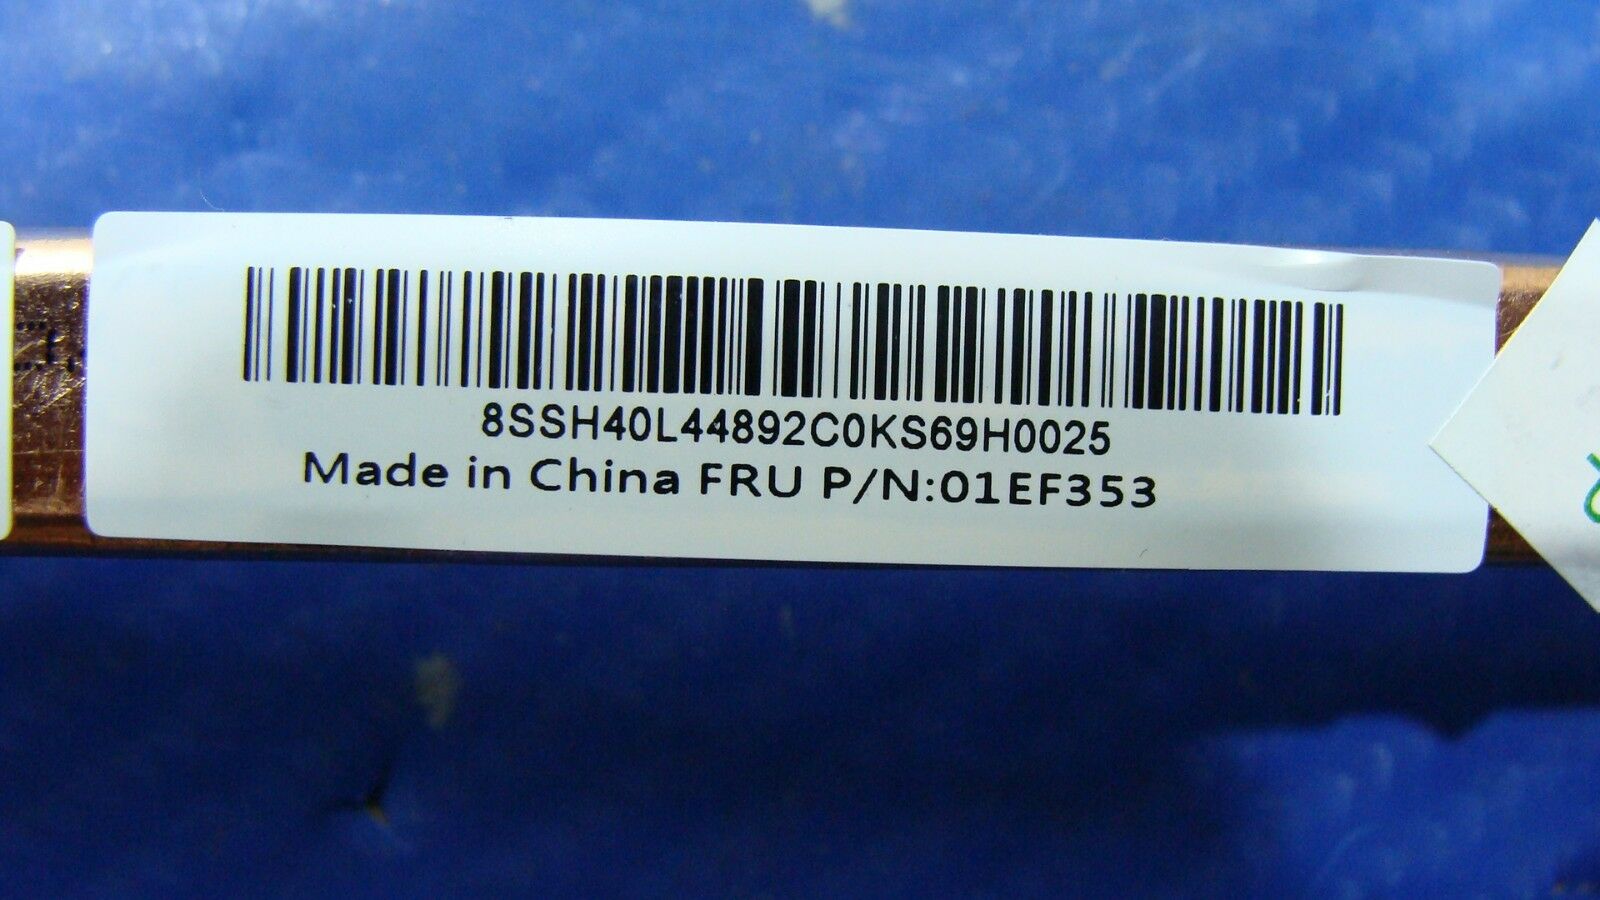 8SSH40L44892C0KS69H0025
Made in China FRU P/N:01EF353